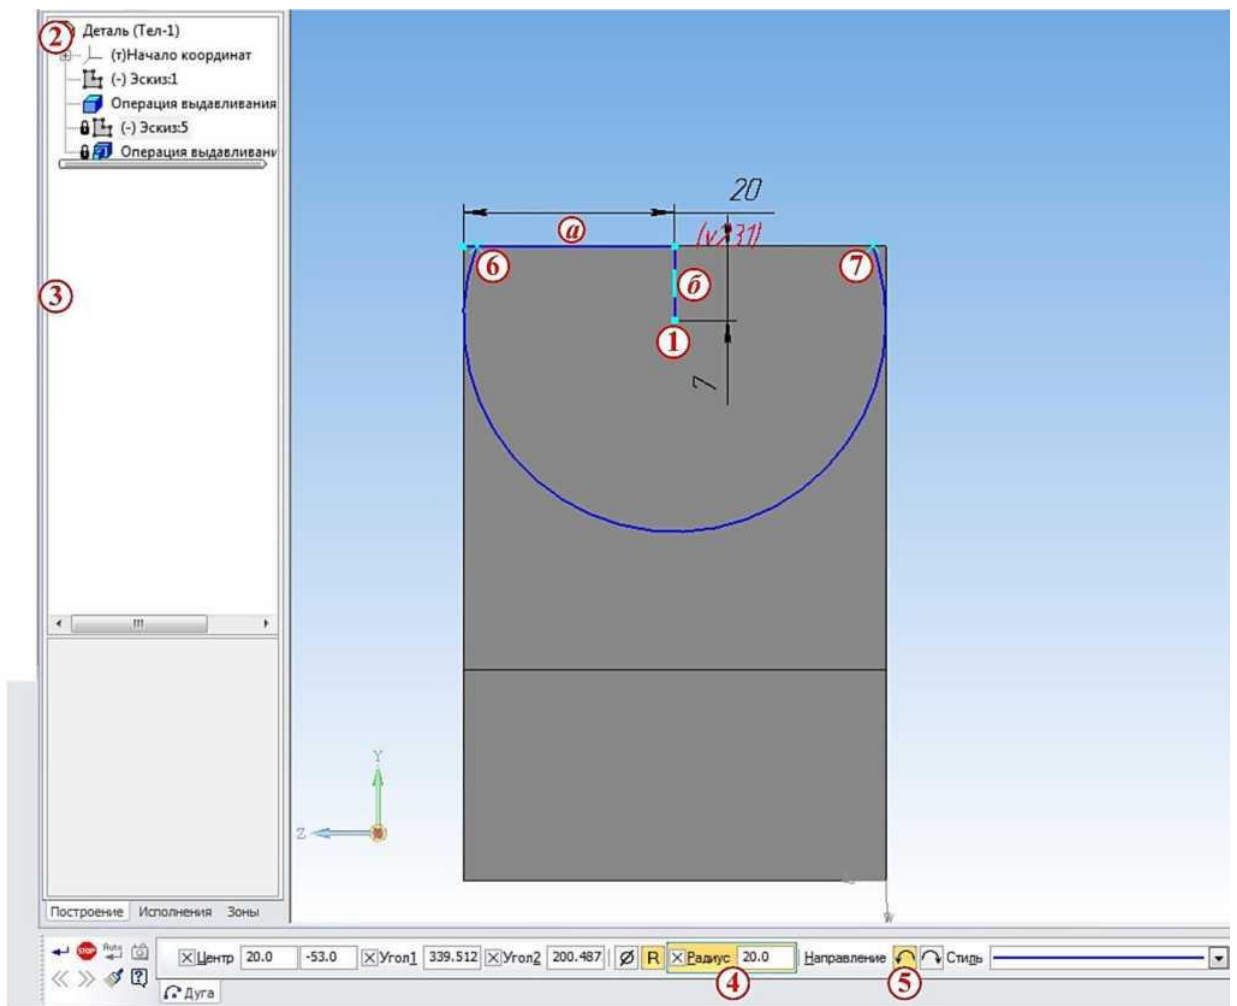 2 Деталь (Тел-1)
(т)Начало координат
(-) Эскиз:1
Операция выдавливания
(-) Эскиз:5
Операция выдавливани
3
20
а
(v231)
6
7
б
1
7
Y
Z
Построение Исполнения Зоны
STOP Auto
Центр 20.0 -53.0 Угол1 339.512 Угол2 200.487 Ø R Радиус 20.0 Направление Стиль
4 5
Дуга